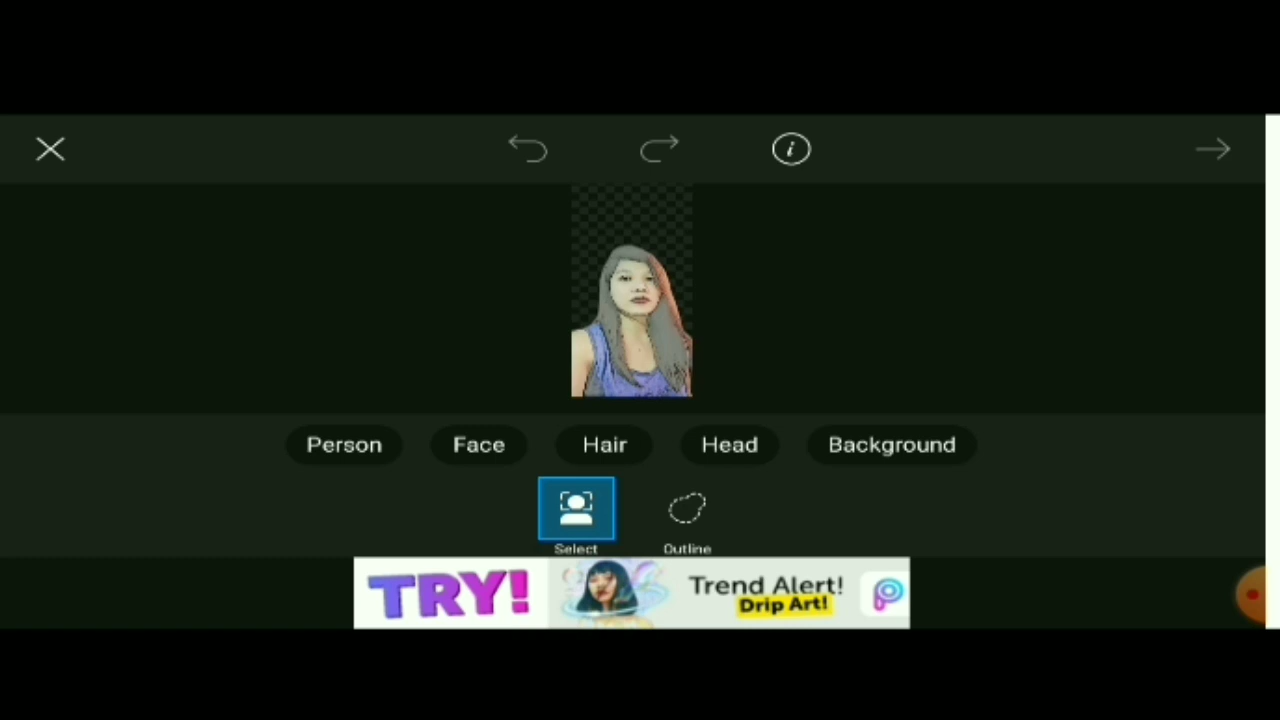 Person Face Hair Head Background
Select Outline
TRY! Trend Alert!
Drip Art!